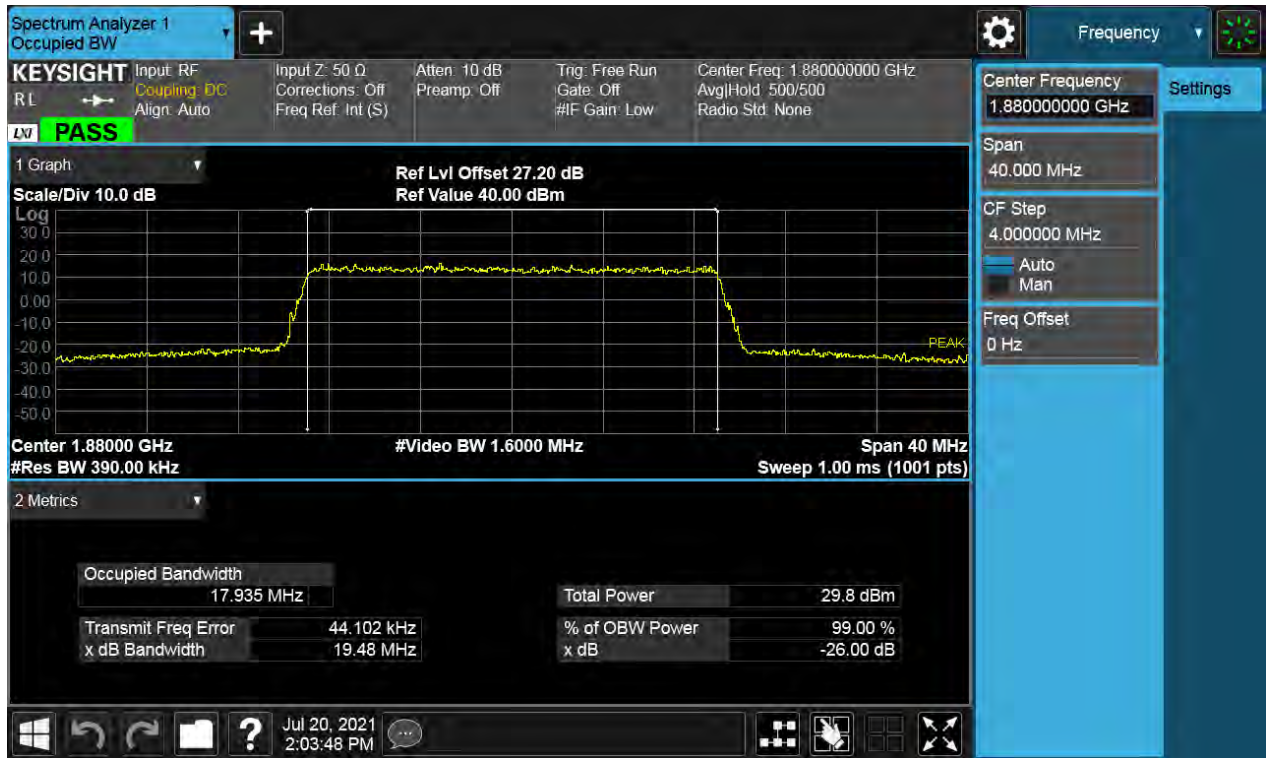 Spectrum Analyzer 1
Occupied BW
+
Frequency
KEYSIGHT
RL
LXI
PASS
Input: RF
Coupling: DC
Align: Auto
Input Z: 50 Ω
Corrections: Off
Freq Ref: Int (S)
Atten: 10 dB
Preamp: Off
Trig: Free Run
Gate: Off
#IF Gain: Low
Center Freq: 1.880000000 GHz
Avg|Hold: 500/500
Radio Std: None
Center Frequency
1.880000000 GHz
Settings
Span
40.000 MHz
CF Step
4.000000 MHz
Auto
Man
Freq Offset
0 Hz
1 Graph
Scale/Div 10.0 dB
Ref Lvl Offset 27.20 dB
Ref Value 40.00 dBm
Log
30.0
20.0
10.0
0.00
-10.0
-20.0
-30.0
-40.0
-50.0
PEAK
Center 1.88000 GHz
#Video BW 1.6000 MHz
Span 40 MHz
#Res BW 390.00 kHz
Sweep 1.00 ms (1001 pts)
2 Metrics
Occupied Bandwidth
17.935 MHz
Transmit Freq Error 44.102 kHz
x dB Bandwidth 19.48 MHz
Total Power 29.8 dBm
% of OBW Power 99.00 %
x dB -26.00 dB
?
Jul 20, 2021
2:03:48 PM